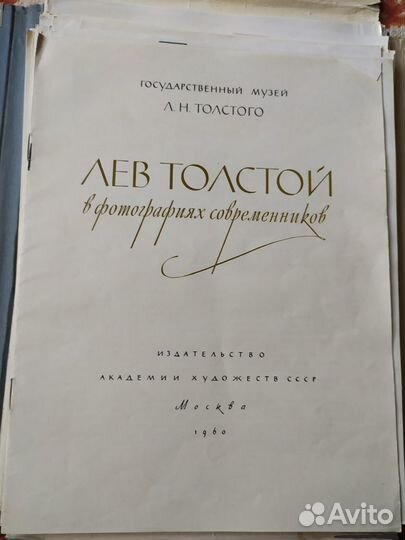 ГОСУДАРСТВЕННЫЙ МУЗЕЙ
Л. Н. ТОЛСТОГО
ЛЕВ ТОЛСТОЙ
в фотографиях современников
ИЗДАТЕЛЬСТВО
АКАДЕМИИ ХУДОЖЕСТВ СССР
Москва
1960
Avito